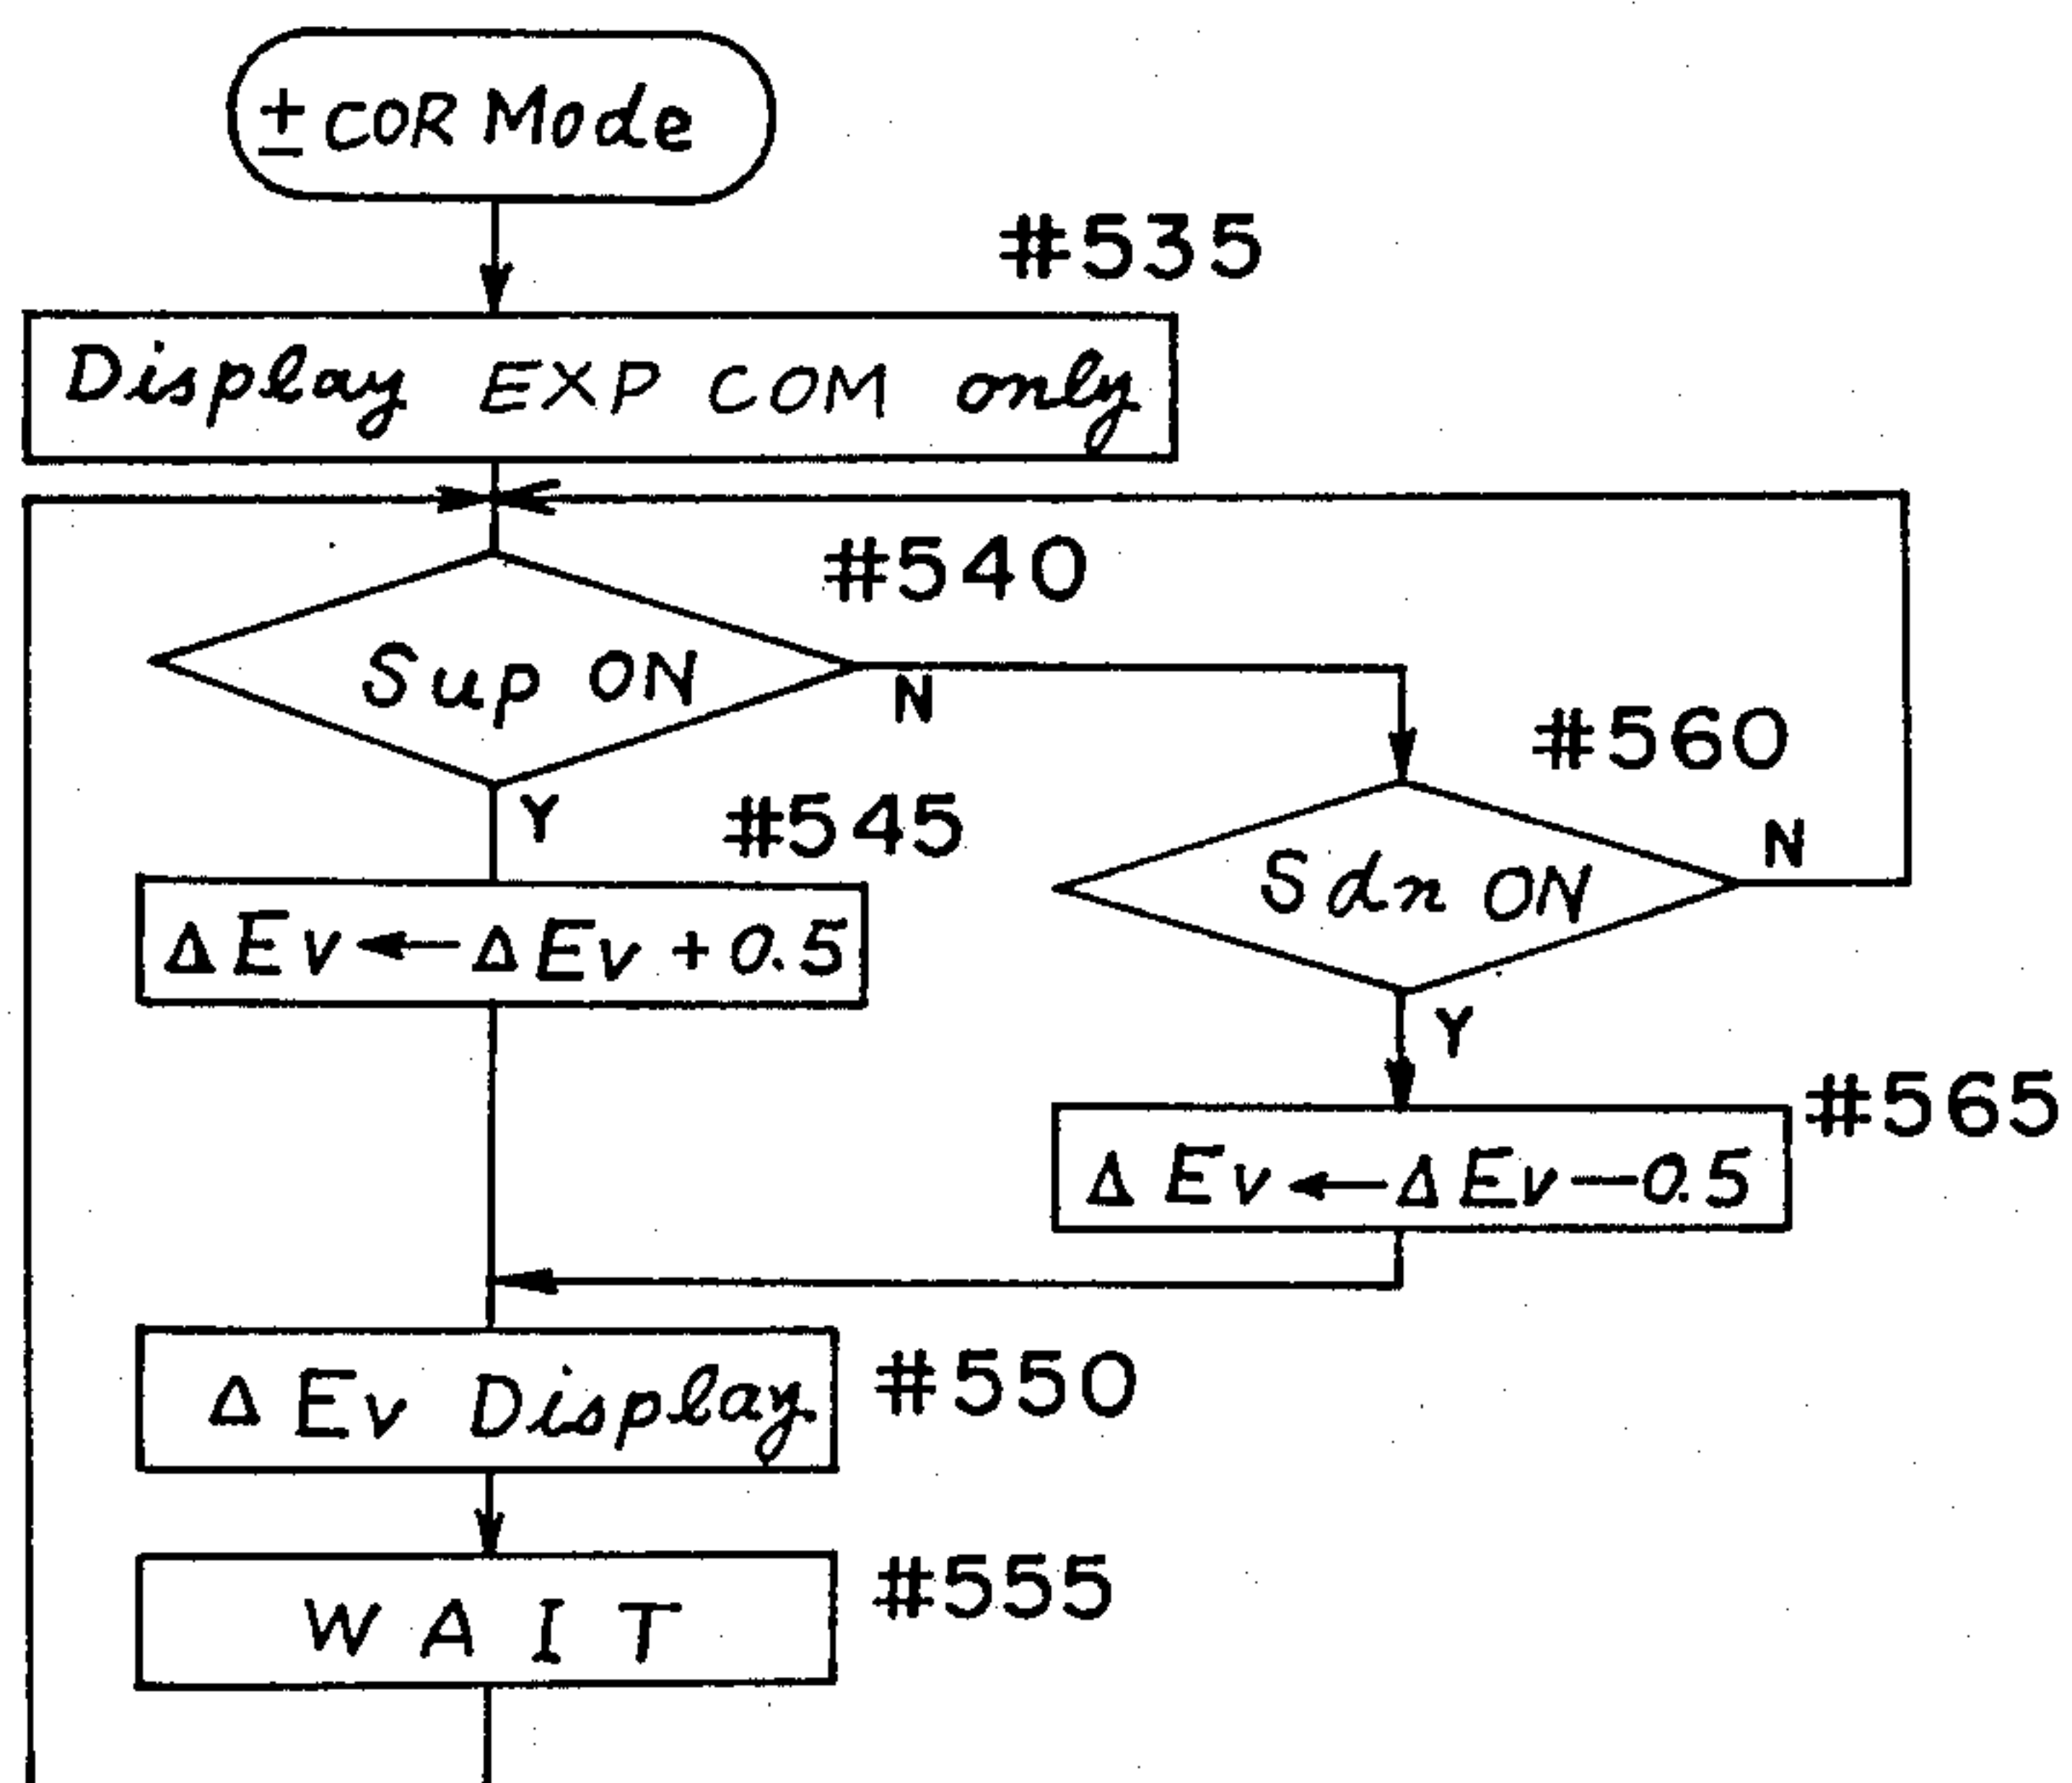 ± COR Mode
#535
Display EXP COM only
#540
Sup ON
N
Y
#560
Sdn ON
N
Y
#545
ΔEv←ΔEv+0.5
#565
ΔEv←ΔEv—0.5
ΔEv Display
#550
WAIT
#555